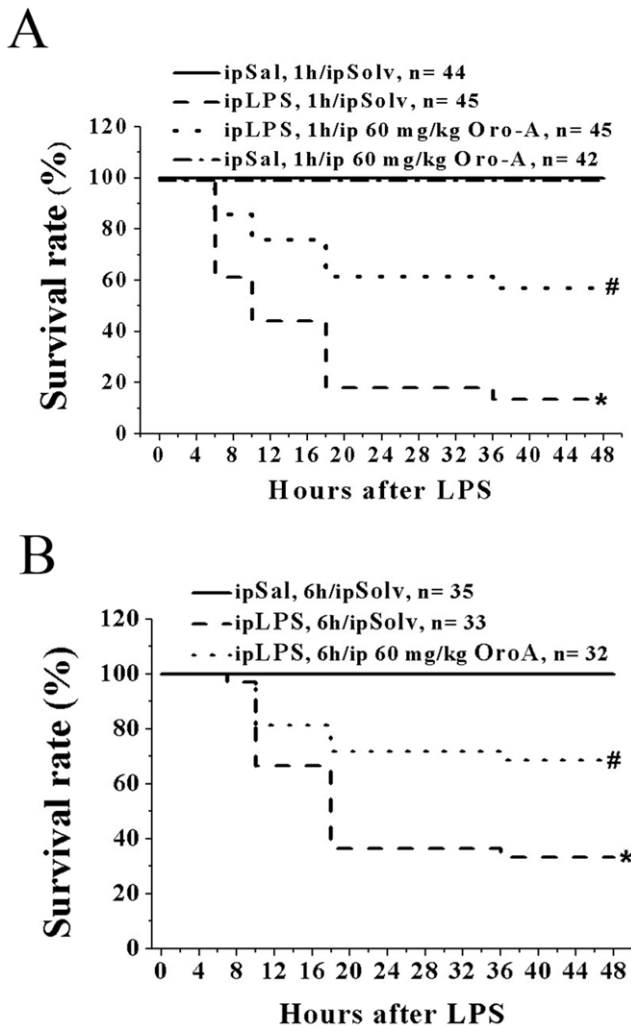 A
ipSal, 1h/ipSolv, n= 44
ipLPS, 1h/ipSolv, n= 45
ipLPS, 1h/ip 60 mg/kg Oro-A, n= 45
ipSal, 1h/ip 60 mg/kg Oro-A, n= 42
Survival rate (%)
120
100
80
60
40
20
0
#
*
0 4 8 12 16 20 24 28 32 36 40 44 48
Hours after LPS
B
ipSal, 6h/ipSolv, n= 35
ipLPS, 6h/ipSolv, n= 33
ipLPS, 6h/ip 60 mg/kg OroA, n= 32
Survival rate (%)
120
100
80
60
40
20
0
#
*
0 4 8 12 16 20 24 28 32 36 40 44 48
Hours after LPS